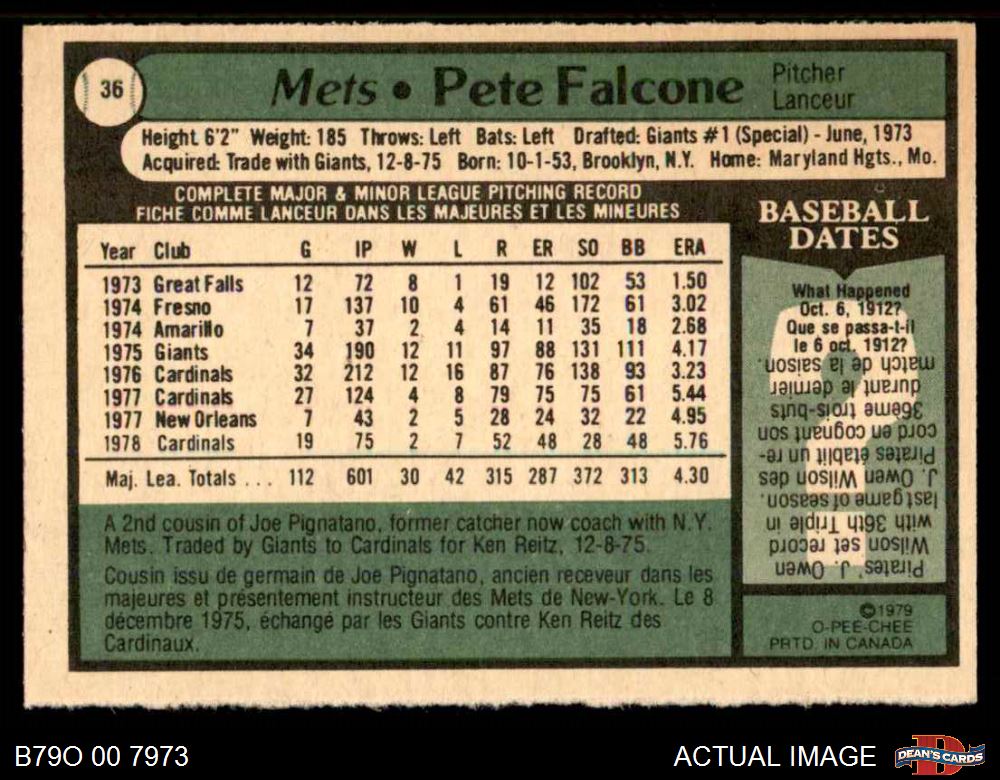 36
Mets • Pete Falcone
Pitcher
Lanceur
Height 6'2" Weight: 185 Throws: Left Bats: Left Drafted: Giants #1 (Special) - June, 1973
Acquired: Trade with Giants, 12-8-75 Born: 10-1-53, Brooklyn, N.Y. Home: Maryland Hgts., Mo.
COMPLETE MAJOR & MINOR LEAGUE PITCHING RECORD
FICHE COMME LANCEUR DANS LES MAJEURES ET LES MINEURES
Year Club G IP W L R ER SO BB ERA
1973 Great Falls 12 72 8 1 19 12 102 53 1.50
1974 Fresno 17 137 10 4 61 46 172 61 3.02
1974 Amarillo 7 37 2 4 14 11 35 18 2.68
1975 Giants 34 190 12 11 97 88 131 111 4.17
1976 Cardinals 32 212 12 16 87 76 138 93 3.23
1977 Cardinals 27 124 4 8 79 75 75 61 5.44
1977 New Orleans 7 43 2 5 28 24 32 22 4.95
1978 Cardinals 19 75 2 7 52 48 28 48 5.76
Maj. Lea. Totals ... 112 601 30 42 315 287 372 313 4.30
A 2nd cousin of Joe Pignatano, former catcher now coach with N.Y.
Mets. Traded by Giants to Cardinals for Ken Reitz, 12-8-75.
Cousin issu de germain de Joe Pignatano, ancien receveur dans les
majeures et présentement instructeur des Mets de New-York. Le 8
décembre 1975, échangé par les Giants contre Ken Reitz des
Cardinaux.
BASEBALL
DATES
What Happened
Oct. 6, 1912?
Que se passa-t-il
le 6 oct. 1912?
Pirates' J. Owen
Wilson set record
with 36th Triple in
last game of season.
J. Owen Wilson des
Pirates établit un re-
cord en cognant son
36ème trois-buts
durant le dernier
match de la saison.
©1979
O-PEE-CHEE
PRTD. IN CANADA
B79O 00 7973
ACTUAL IMAGE
D
DEAN'S CARDS